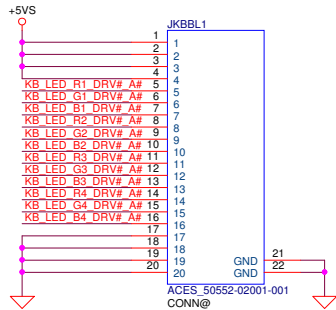 +5VS
JKBBL1
1 1
2 2
3 3
4 4
KB_LED_R1_DRV#_A# 5 5
KB_LED_G1_DRV#_A# 6 6
KB_LED_B1_DRV#_A# 7 7
KB_LED_R2_DRV#_A# 8 8
KB_LED_G2_DRV#_A# 9 9
KB_LED_B2_DRV#_A# 10 10
KB_LED_R3_DRV#_A# 11 11
KB_LED_G3_DRV#_A# 12 12
KB_LED_B3_DRV#_A# 13 13
KB_LED_R4_DRV#_A# 14 14
KB_LED_G4_DRV#_A# 15 15
KB_LED_B4_DRV#_A# 16 16
17 17
18 18
19 19 GND 21
20 20 GND 22
ACES_50552-02001-001
CONN@